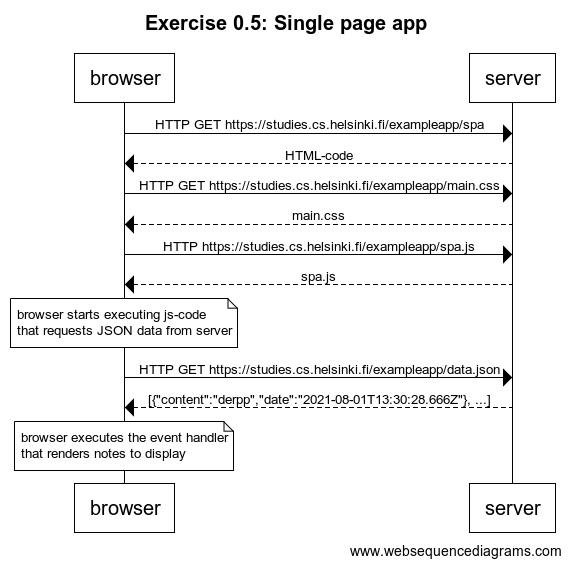 Exercise 0.5: Single page app
browser
server
HTTP GET https://studies.cs.helsinki.fi/exampleapp/spa
HTML-code
HTTP GET https://studies.cs.helsinki.fi/exampleapp/main.css
main.css
HTTP https://studies.cs.helsinki.fi/exampleapp/spa.js
spa.js
browser starts executing js-code
that requests JSON data from server
HTTP GET https://studies.cs.helsinki.fi/exampleapp/data.json
[{"content":"derpp","date":"2021-08-01T13:30:28.666Z"}, ...]
browser executes the event handler
that renders notes to display
browser
server
www.websequencediagrams.com